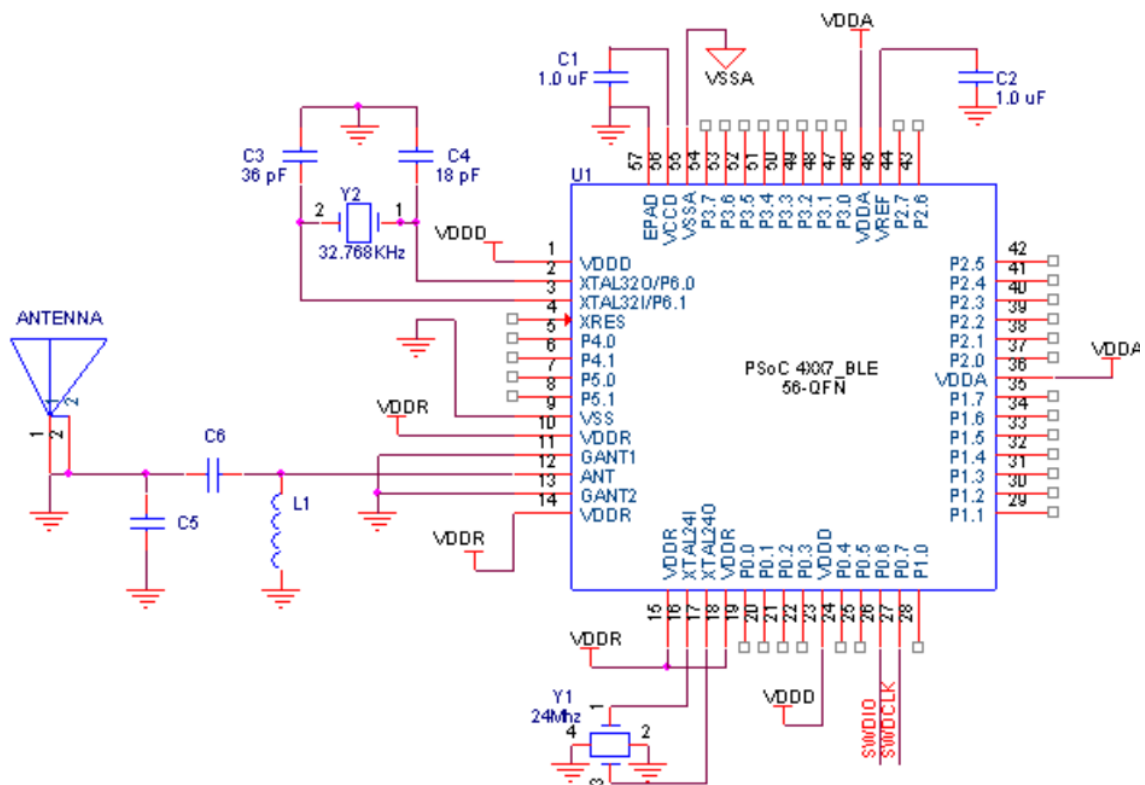 VDDA
C1
1.0 uF
VSSA
C2
1.0 uF
C3
36 pF
C4
18 pF
Y2
2
1
32.768KHz
U1
57
56
55
54
53
52
51
50
49
48
47
46
45
44
43
EPAD
VCCD
VSSA
P3.7
P3.6
P3.5
P3.4
P3.3
P3.2
P3.1
P3.0
VDDA
VREF
P2.7
P2.6
VDDD
1
VDDD
2
XTAL32O/P6.0
3
XTAL32I/P6.1
4
XRES
5
P4.0
6
P4.1
7
P5.0
8
P5.1
9
VSS
10
VDDR
11
GANT1
12
ANT
13
GANT2
14
VDDR
VDDR
VDDR
PSoC 4XX7_BLE
56-QFN
42
P2.5
41
P2.4
40
P2.3
39
P2.2
38
P2.1
37
P2.0
36
VDDA
35
P1.7
34
P1.6
33
P1.5
32
P1.4
31
P1.3
30
P1.2
29
P1.1
VDDA
ANTENNA
1
2
1
2
C6
C5
L1
VDDR
XTAL24I
XTAL24O
VDDR
P0.0
P0.1
P0.2
P0.3
VDDD
P0.4
P0.5
P0.6
P0.7
P1.0
15
16
17
18
19
20
21
22
23
24
25
26
27
28
VDDR
VDDD
SWDIO
SWDCLK
Y1
24Mhz
1
4
2
3